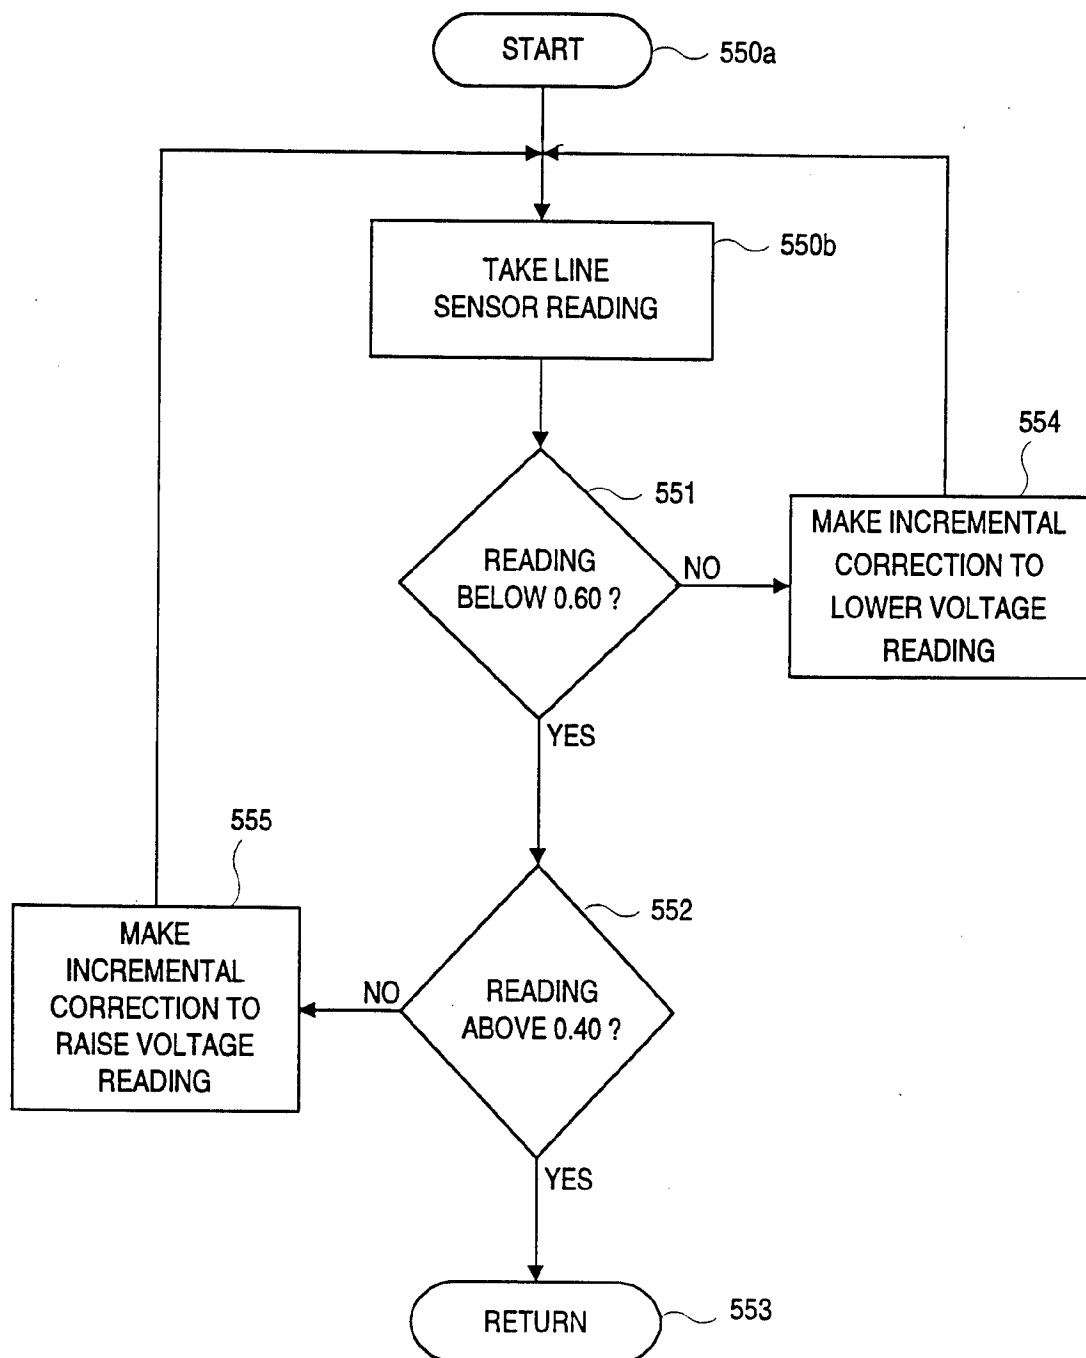 START
550a
TAKE LINE
SENSOR READING
550b
READING
BELOW 0.60 ?
551
NO
YES
MAKE INCREMENTAL
CORRECTION TO
LOWER VOLTAGE
READING
554
READING
ABOVE 0.40 ?
552
NO
YES
MAKE
INCREMENTAL
CORRECTION TO
RAISE VOLTAGE
READING
555
RETURN
553